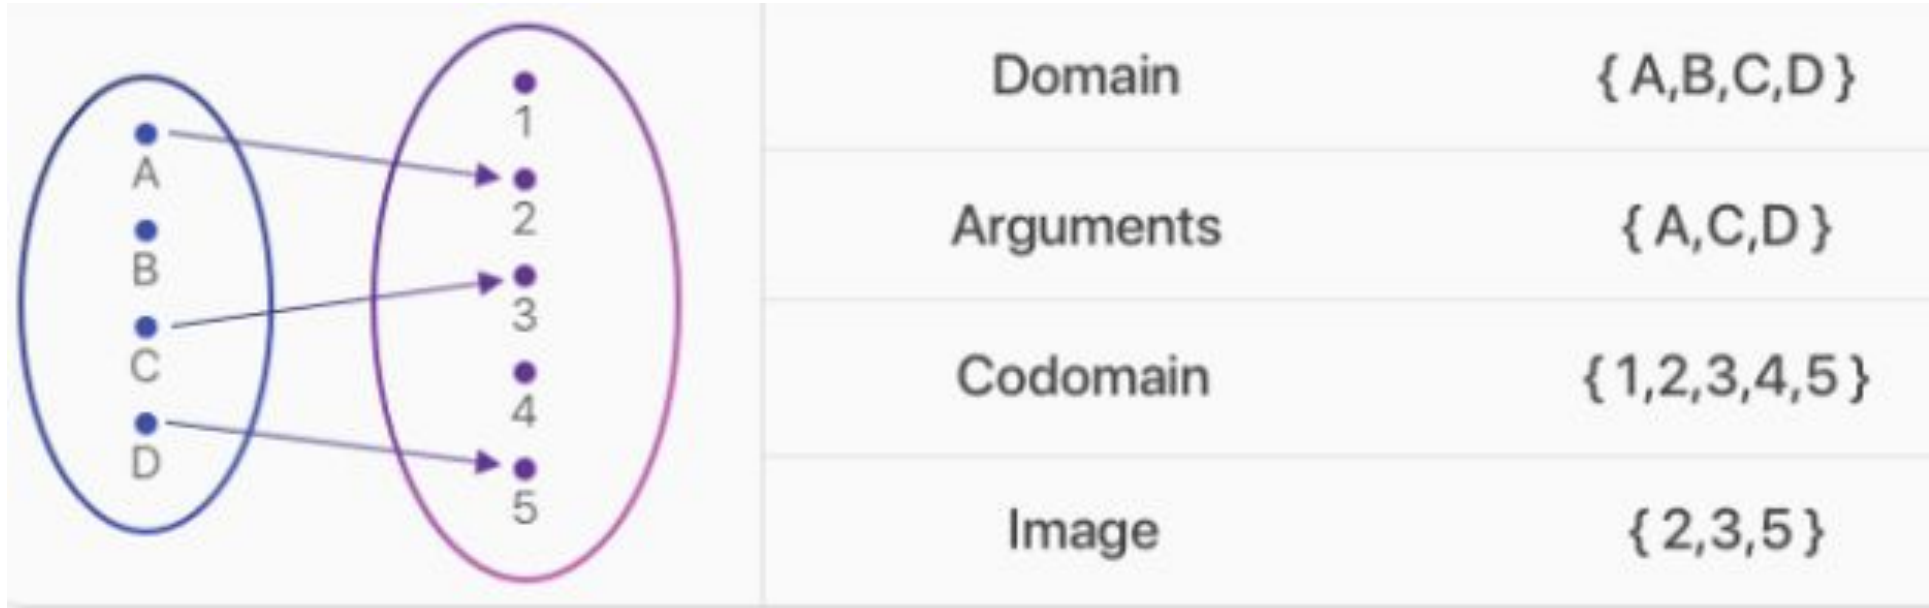 A
B
C
D
1
2
3
4
5
Domain { A,B,C,D }
Arguments { A,C,D }
Codomain { 1,2,3,4,5 }
Image { 2,3,5 }